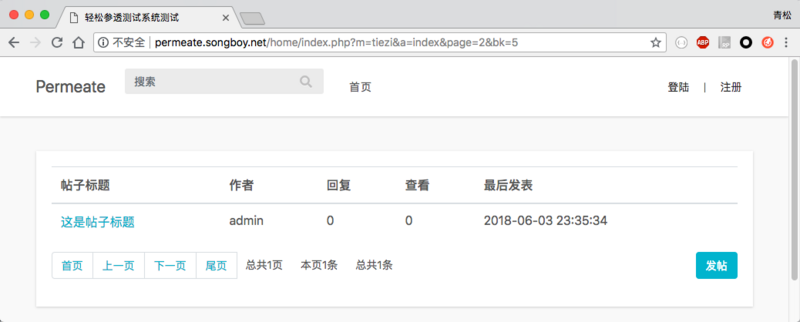 轻松参透测试系统测试
青松
不安全 | permeate.songboy.net/home/index.php?m=tiezi&a=index&page=2&bk=5
ABP
Permeate 搜索 首页 登陆 | 注册
帖子标题 作者 回复 查看 最后发表
这是帖子标题 admin 0 0 2018-06-03 23:35:34
首页 上一页 下一页 尾页 总共1页 本页1条 总共1条 发帖